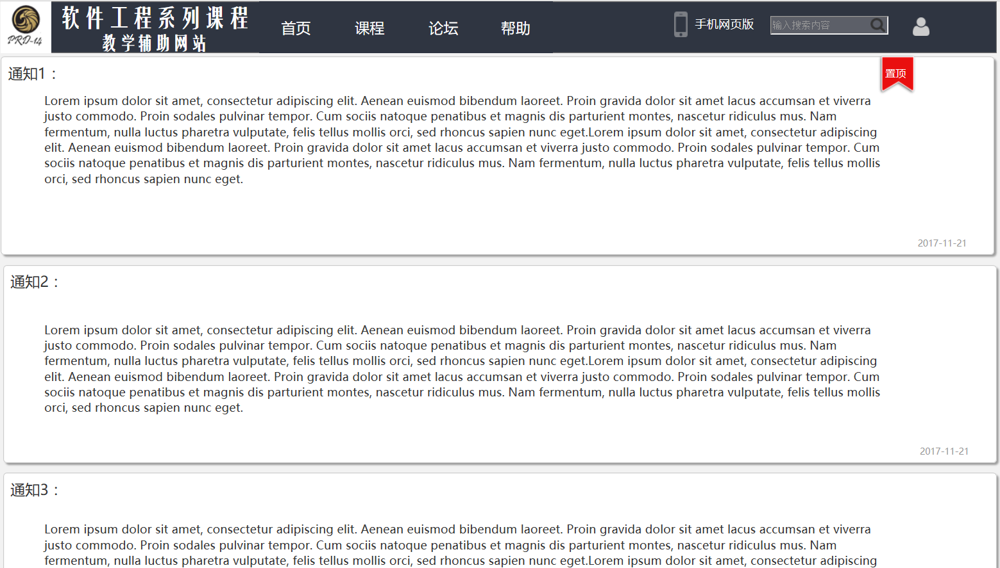 PRD-14
软件工程系列课程
教学辅助网站
首页 课程 论坛 帮助 手机网页版 输入搜索内容
通知1：
置顶
Lorem ipsum dolor sit amet, consectetur adipiscing elit. Aenean euismod bibendum laoreet. Proin gravida dolor sit amet lacus accumsan et viverra
justo commodo. Proin sodales pulvinar tempor. Cum sociis natoque penatibus et magnis dis parturient montes, nascetur ridiculus mus. Nam
fermentum, nulla luctus pharetra vulputate, felis tellus mollis orci, sed rhoncus sapien nunc eget.Lorem ipsum dolor sit amet, consectetur adipiscing
elit. Aenean euismod bibendum laoreet. Proin gravida dolor sit amet lacus accumsan et viverra justo commodo. Proin sodales pulvinar tempor. Cum
sociis natoque penatibus et magnis dis parturient montes, nascetur ridiculus mus. Nam fermentum, nulla luctus pharetra vulputate, felis tellus mollis
orci, sed rhoncus sapien nunc eget.
2017-11-21
通知2：
Lorem ipsum dolor sit amet, consectetur adipiscing elit. Aenean euismod bibendum laoreet. Proin gravida dolor sit amet lacus accumsan et viverra
justo commodo. Proin sodales pulvinar tempor. Cum sociis natoque penatibus et magnis dis parturient montes, nascetur ridiculus mus. Nam
fermentum, nulla luctus pharetra vulputate, felis tellus mollis orci, sed rhoncus sapien nunc eget.Lorem ipsum dolor sit amet, consectetur adipiscing
elit. Aenean euismod bibendum laoreet. Proin gravida dolor sit amet lacus accumsan et viverra justo commodo. Proin sodales pulvinar tempor. Cum
sociis natoque penatibus et magnis dis parturient montes, nascetur ridiculus mus. Nam fermentum, nulla luctus pharetra vulputate, felis tellus mollis
orci, sed rhoncus sapien nunc eget.
2017-11-21
通知3：
Lorem ipsum dolor sit amet, consectetur adipiscing elit. Aenean euismod bibendum laoreet. Proin gravida dolor sit amet lacus accumsan et viverra
justo commodo. Proin sodales pulvinar tempor. Cum sociis natoque penatibus et magnis dis parturient montes, nascetur ridiculus mus. Nam
fermentum, nulla luctus pharetra vulputate, felis tellus mollis orci, sed rhoncus sapien nunc eget.Lorem ipsum dolor sit amet, consectetur adipiscing